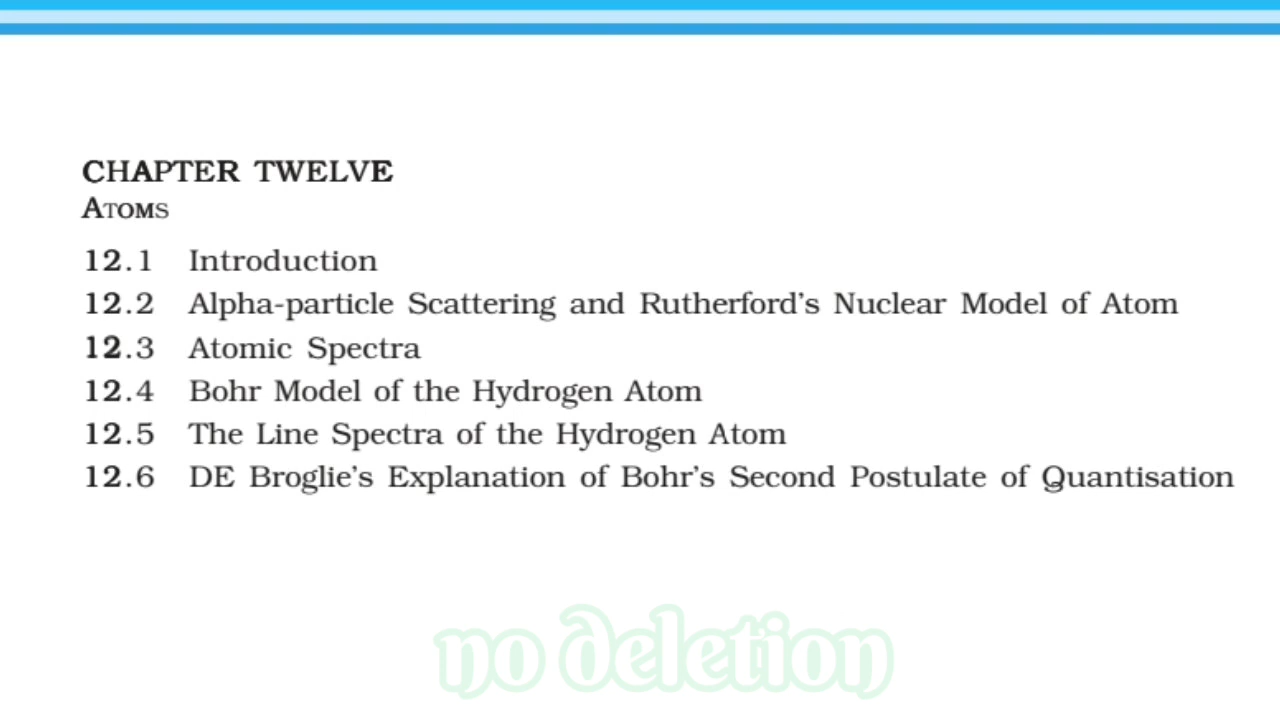 CHAPTER TWELVE
ATOMS
12.1 Introduction
12.2 Alpha-particle Scattering and Rutherford’s Nuclear Model of Atom
12.3 Atomic Spectra
12.4 Bohr Model of the Hydrogen Atom
12.5 The Line Spectra of the Hydrogen Atom
12.6 DE Broglie’s Explanation of Bohr’s Second Postulate of Quantisation
no deletion